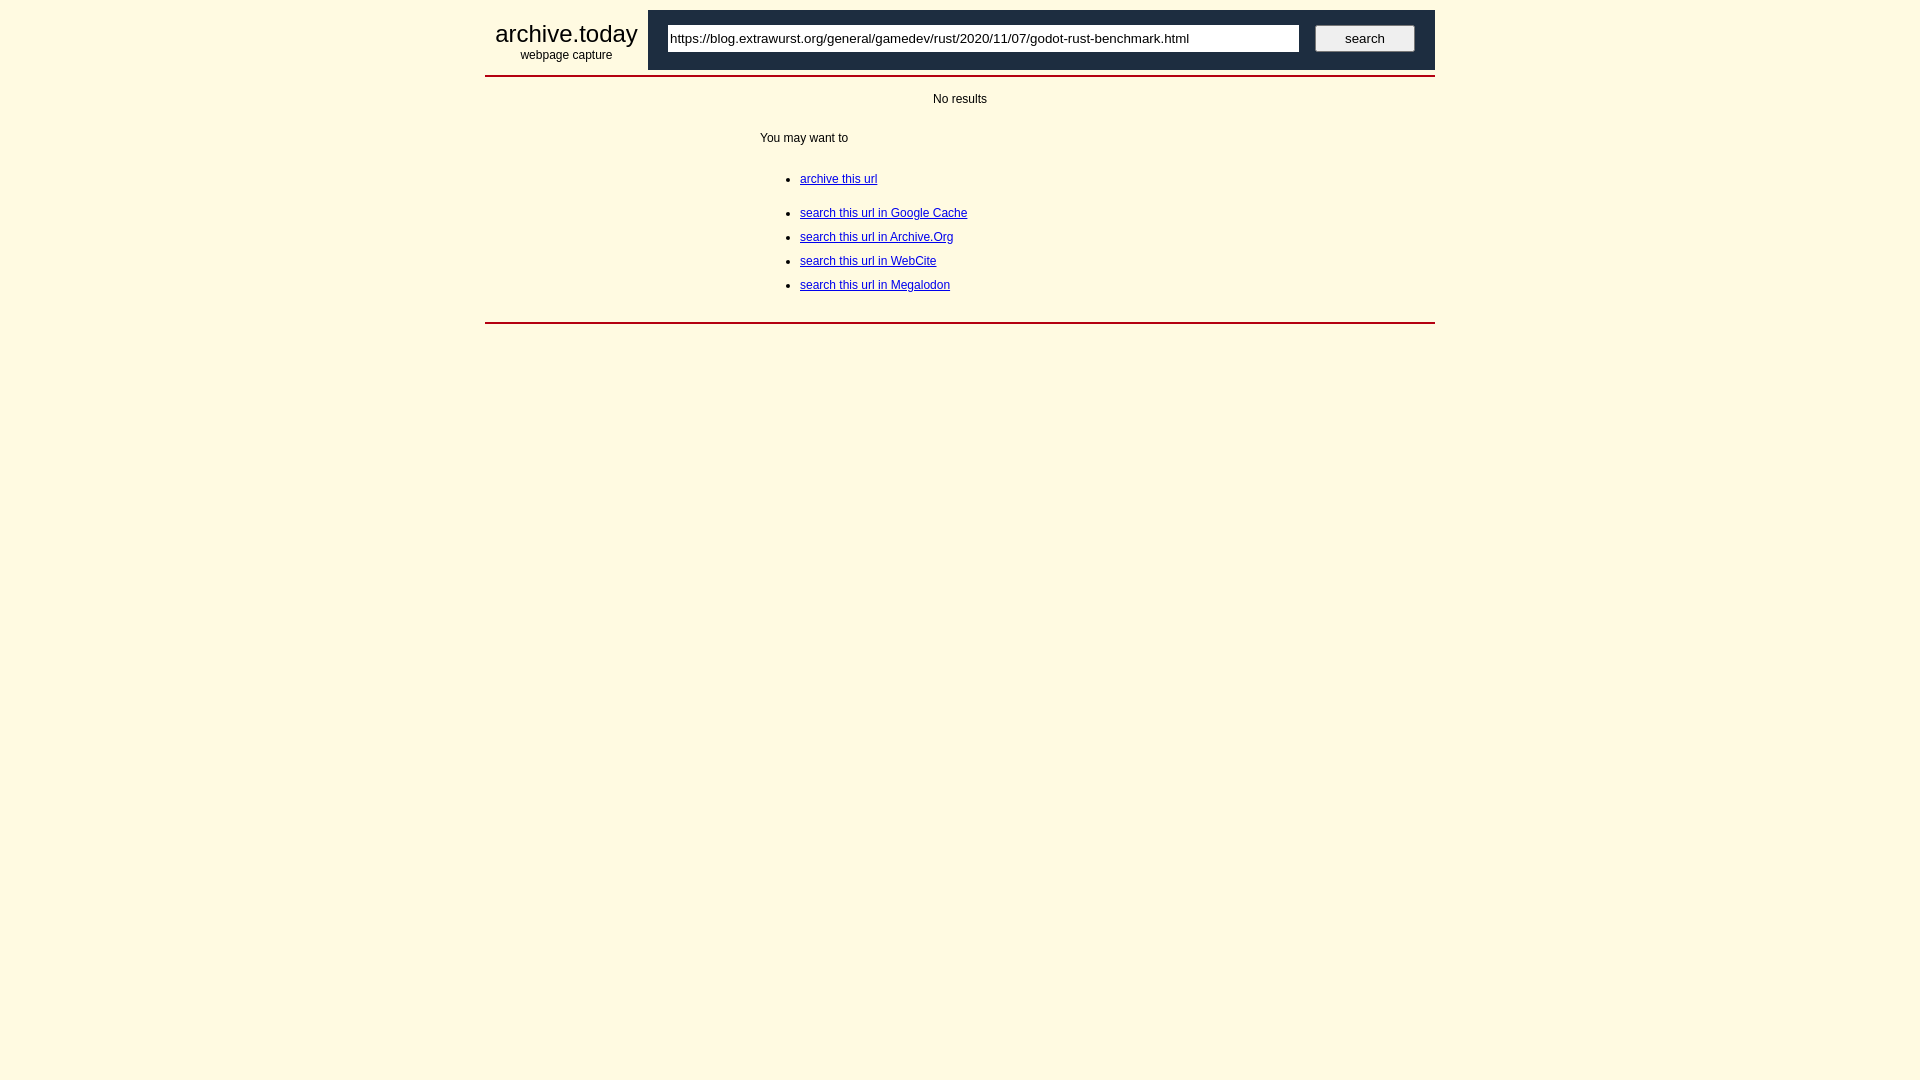 archive.today
webpage capture
https://blog.extrawurst.org/general/gamedev/rust/2020/11/07/godot-rust-benchmark.html
search
No results
You may want to
archive this url
search this url in Google Cache
search this url in Archive.Org
search this url in WebCite
search this url in Megalodon